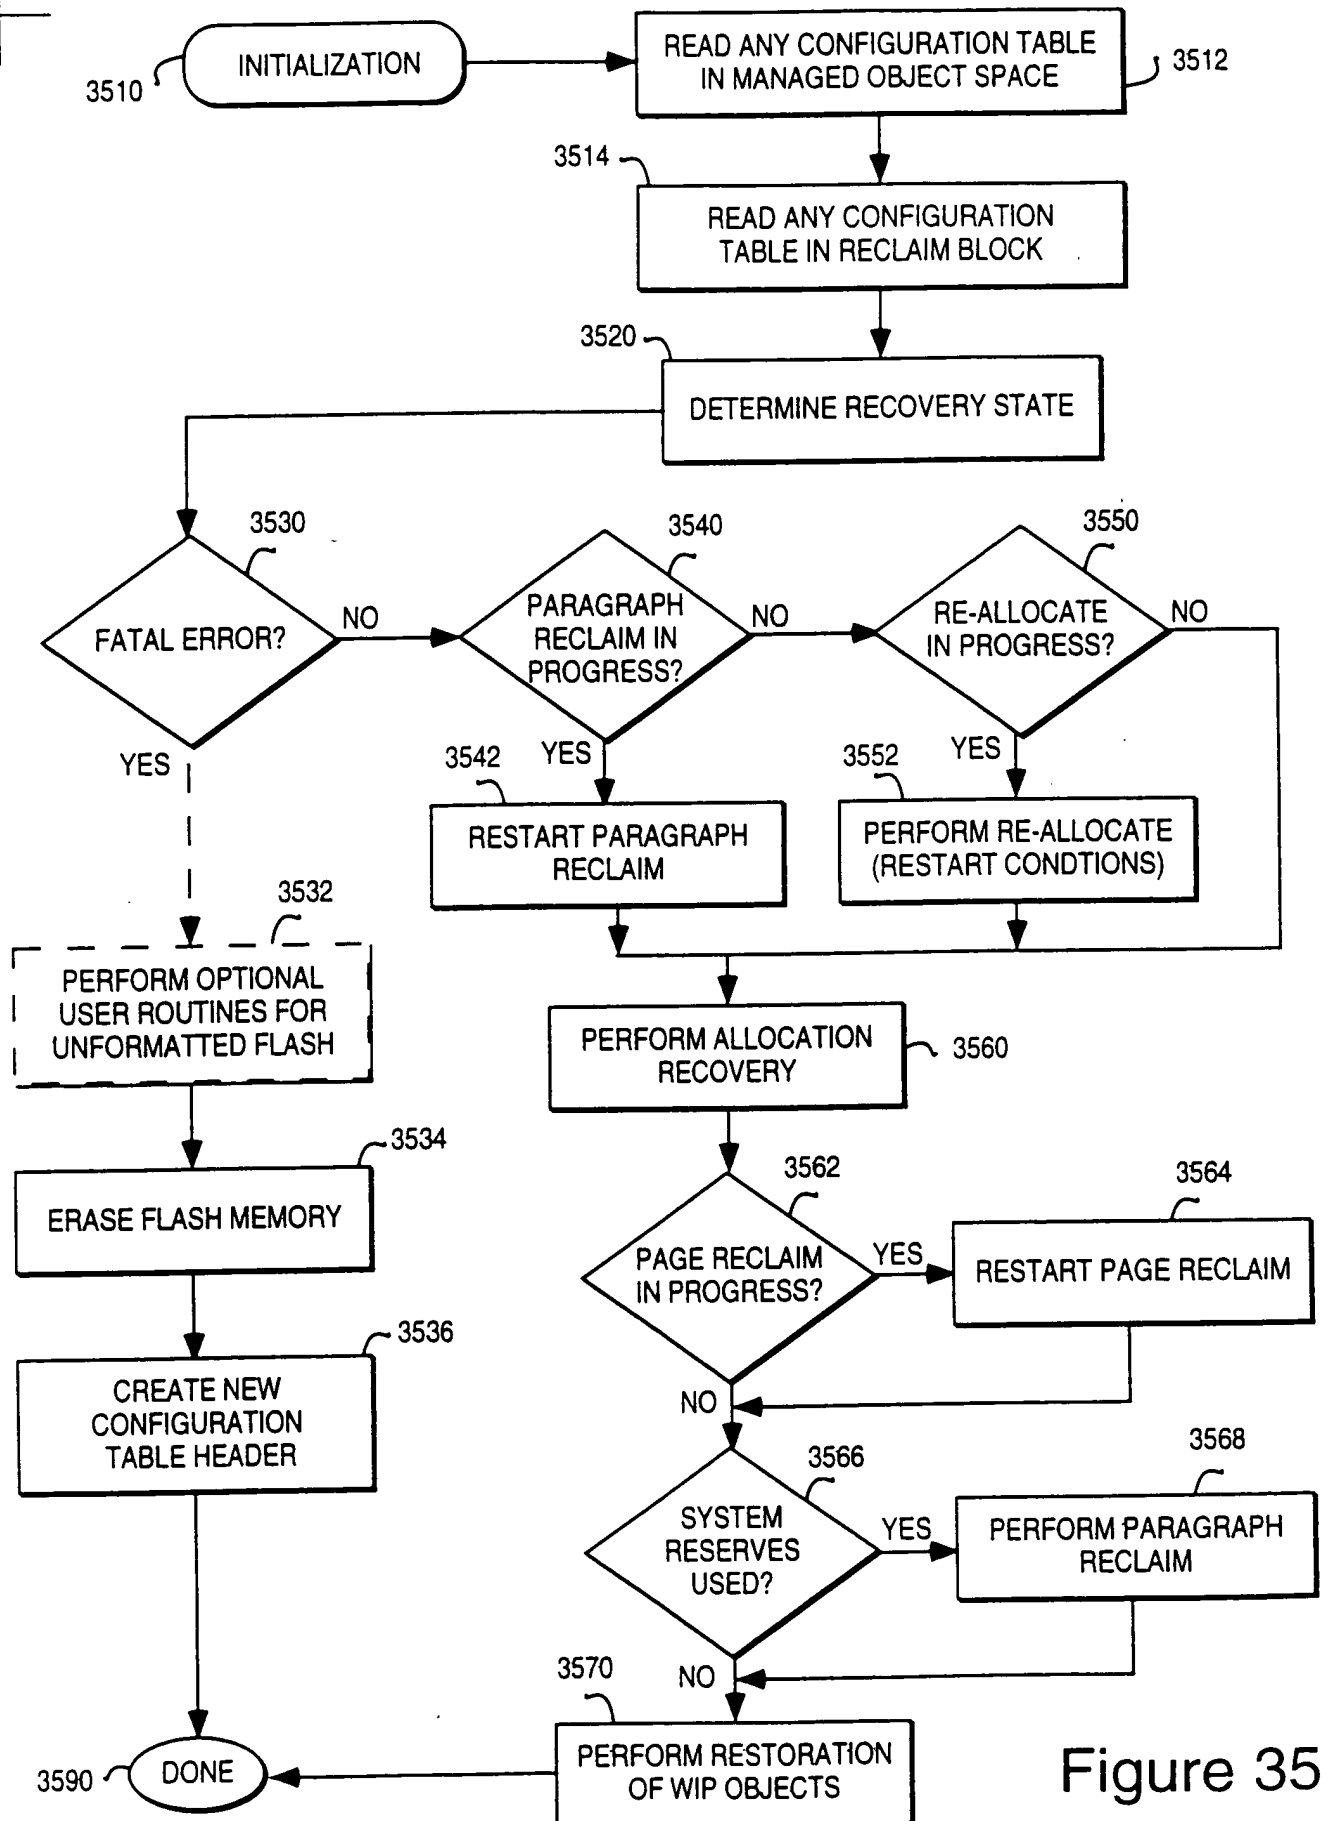 INITIALIZATION
3510
READ ANY CONFIGURATION TABLE
IN MANAGED OBJECT SPACE
3512
3514
READ ANY CONFIGURATION
TABLE IN RECLAIM BLOCK
3520
DETERMINE RECOVERY STATE
3530
FATAL ERROR?
NO
YES
3540
PARAGRAPH
RECLAIM IN
PROGRESS?
NO
YES
3550
RE-ALLOCATE
IN PROGRESS?
NO
YES
3542
RESTART PARAGRAPH
RECLAIM
3552
PERFORM RE-ALLOCATE
(RESTART CONDTIONS)
3532
PERFORM OPTIONAL
USER ROUTINES FOR
UNFORMATTED FLASH
PERFORM ALLOCATION
RECOVERY
3560
3534
ERASE FLASH MEMORY
3562
PAGE RECLAIM
IN PROGRESS?
YES
NO
3564
RESTART PAGE RECLAIM
3536
CREATE NEW
CONFIGURATION
TABLE HEADER
3566
SYSTEM
RESERVES
USED?
YES
NO
3568
PERFORM PARAGRAPH
RECLAIM
3570
PERFORM RESTORATION
OF WIP OBJECTS
3590
DONE
Figure 35